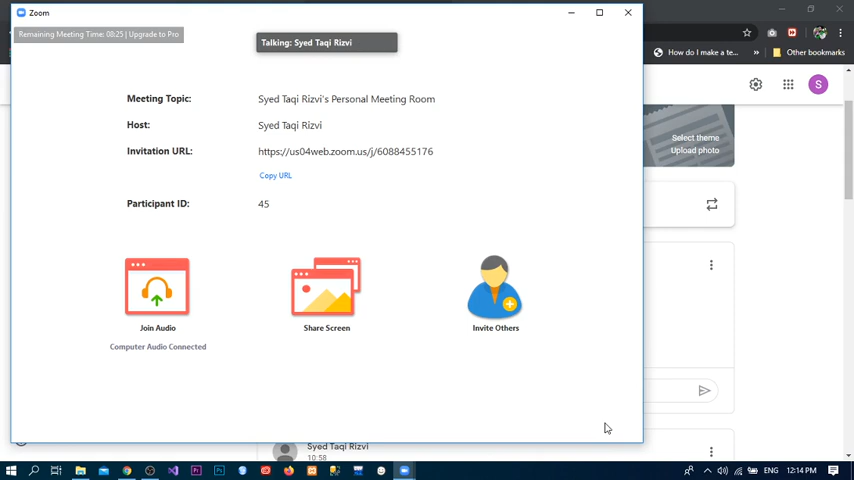 Zoom
Remaining Meeting Time: 08:25 | Upgrade to Pro
Talking: Syed Taqi Rizvi
How do I make a te...
Other bookmarks
S
Meeting Topic: Syed Taqi Rizvi's Personal Meeting Room
Host: Syed Taqi Rizvi
Invitation URL: https://us04web.zoom.us/j/6088455176
Copy URL
Participant ID: 45
Select theme
Upload photo
Join Audio
Share Screen
Invite Others
Computer Audio Connected
Syed Taqi Rizvi
10:58
Pr
Ps
ENG
12:14 PM